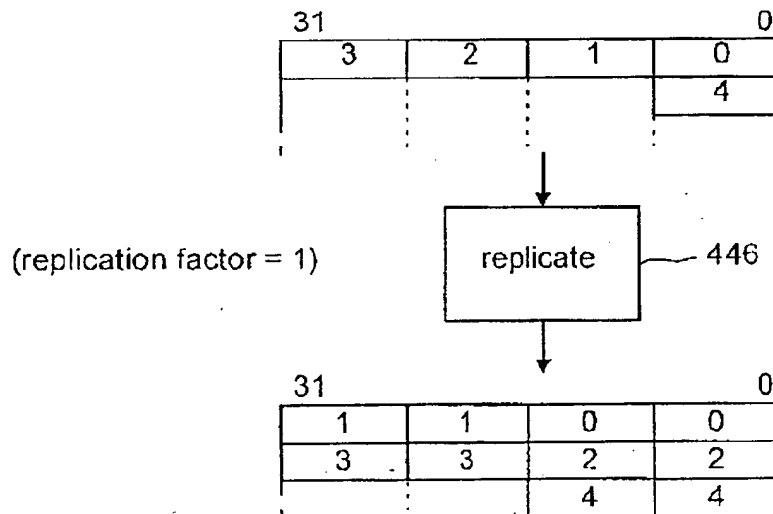 31 0
3 2 1 0
4
(replication factor = 1) replicate 446
31 0
1 1 0 0
3 3 2 2
4 4